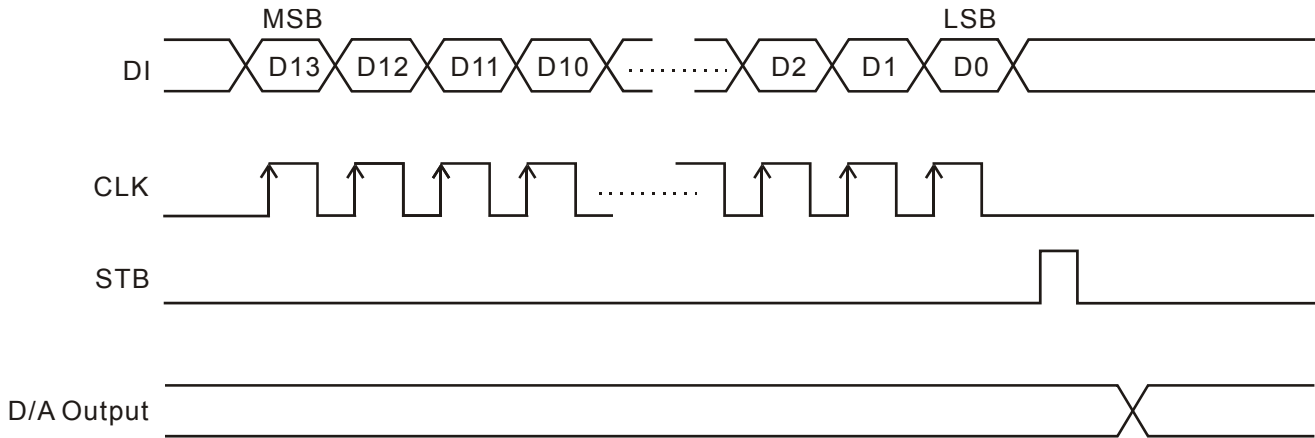 MSB LSB
DI D13 D12 D11 D10 ........... D2 D1 D0
CLK ...........
STB
D/A Output